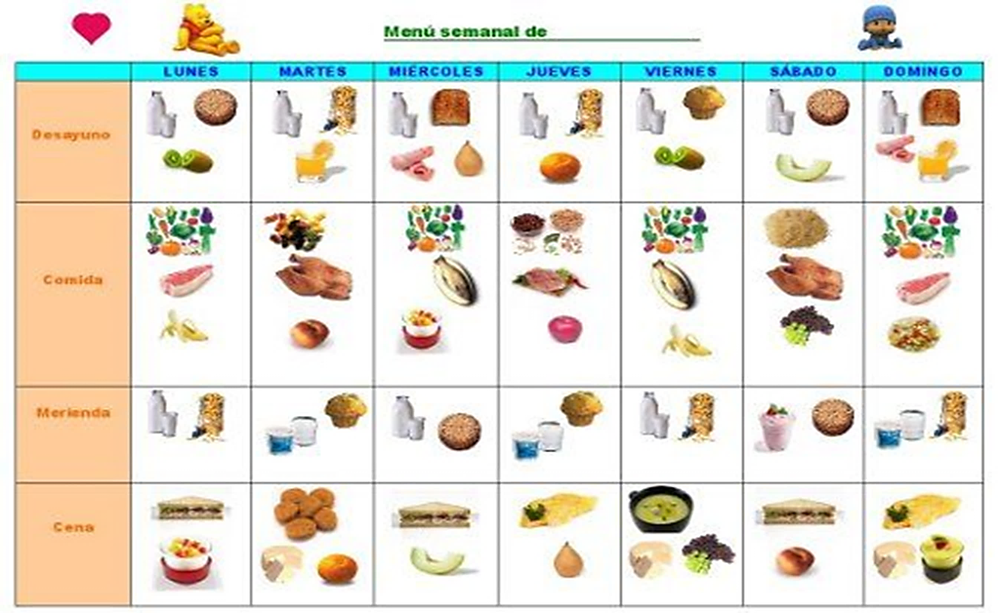 Menú semanal de
LUNES MARTES MIÉRCOLES JUEVES VIERNES SÁBADO DOMINGO
Desayuno
Comida
Merienda
Cena